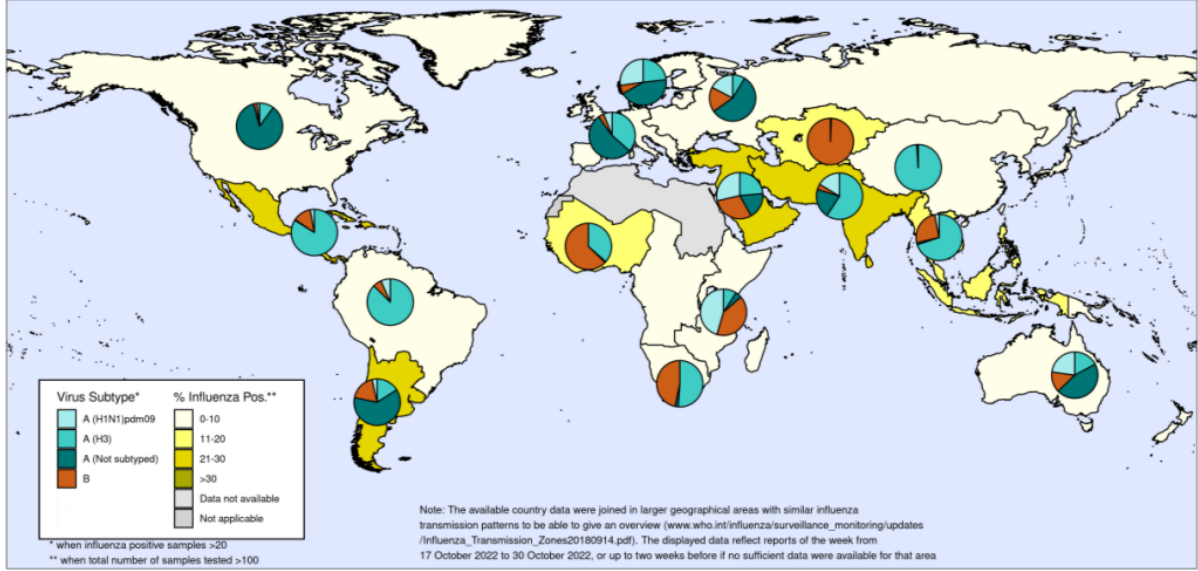 Virus Subtype*
A (H1N1)pdm09
A (H3)
A (Not subtyped)
B
% Influenza Pos.**
0-10
11-20
21-30
>30
Data not available
Not applicable
* when influenza positive samples >20
** when total number of samples tested >100
Note: The available country data were joined in larger geographical areas with similar influenza
transmission patterns to be able to give an overview (www.who.int/influenza/surveillance_monitoring/updates
/Influenza_Transmission_Zones20180914.pdf). The displayed data reflect reports of the week from
17 October 2022 to 30 October 2022, or up to two weeks before if no sufficient data were available for that area